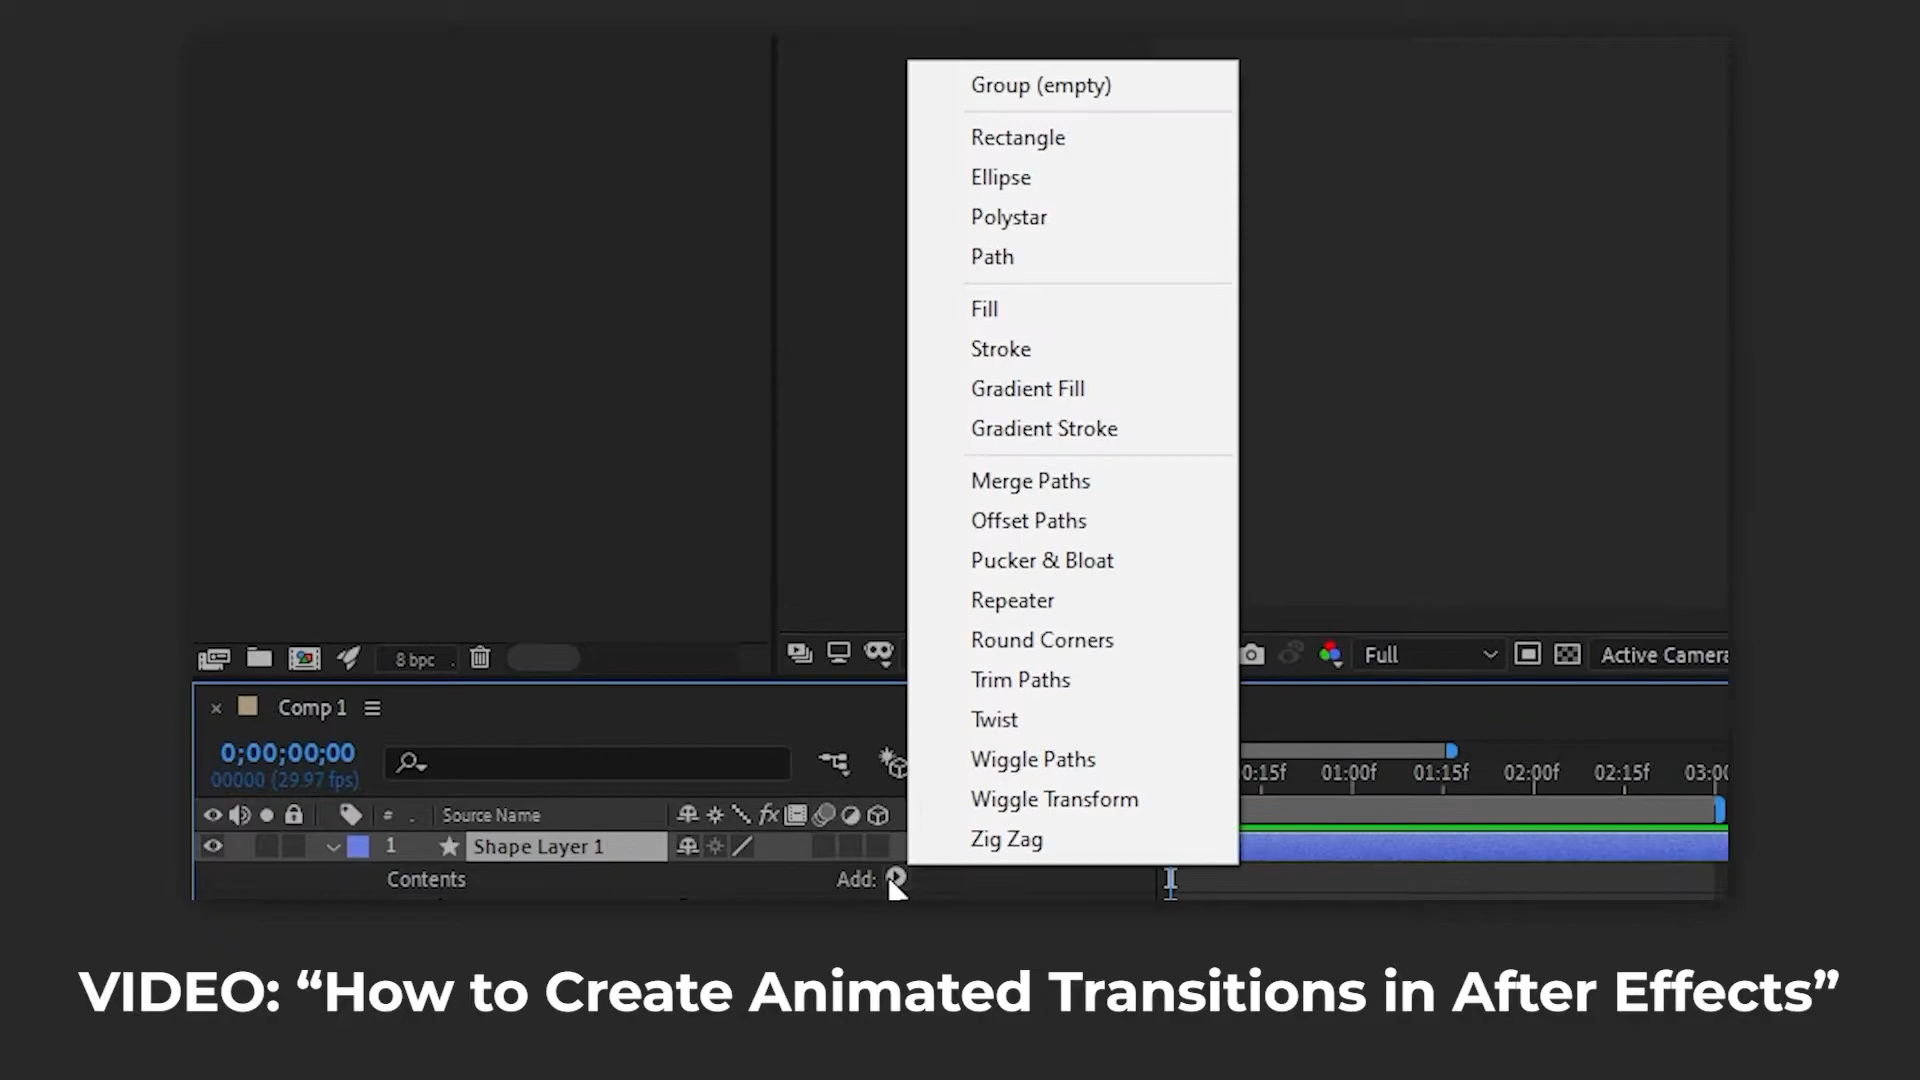 Group (empty)
Rectangle
Ellipse
Polystar
Path
Fill
Stroke
Gradient Fill
Gradient Stroke
Merge Paths
Offset Paths
Pucker & Bloat
Repeater
Round Corners
Trim Paths
Twist
Wiggle Paths
Wiggle Transform
Zig Zag
8 bpc
Full
Active Camera
Comp 1
0;00;00;00
00000 (29.97 fps)
0:15f 01:00f 01:15f 02:00f 02:15f 03:00
# Source Name fx
1 Shape Layer 1
Contents Add:
VIDEO: “How to Create Animated Transitions in After Effects”